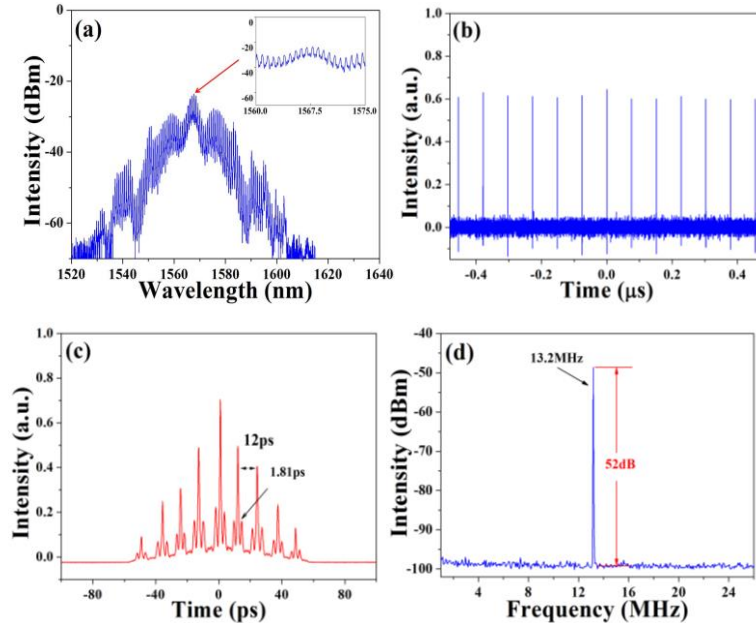 (a)
Intensity (dBm)
0
-20
-40
-60
1520 1540 1560 1580 1600 1620 1640
Wavelength (nm)
0
-20
-40
-60
1560.0 1567.5 1575.0
(b)
Intensity (a.u.)
1.0
0.8
0.6
0.4
0.2
0.0
-0.4 -0.2 0.0 0.2 0.4
Time (μs)
(c)
Intensity (a.u.)
1.0
0.8
0.6
0.4
0.2
0.0
12ps
1.81ps
-80 -40 0 40 80
Time (ps)
(d)
Intensity (dBm)
-40
-50
-60
-70
-80
-90
-100
13.2MHz
52dB
4 8 12 16 20 24
Frequency (MHz)